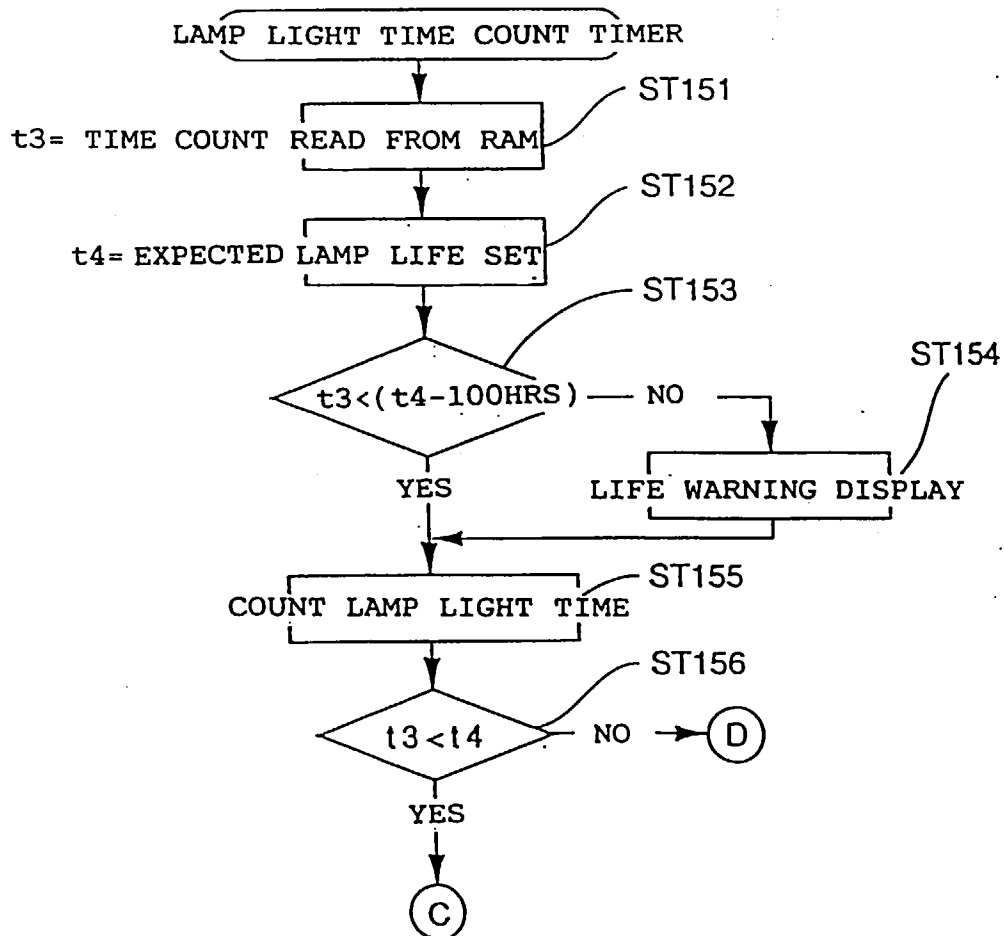 LAMP LIGHT TIME COUNT TIMER
ST151
t3= TIME COUNT READ FROM RAM
ST152
t4= EXPECTED LAMP LIFE SET
ST153
t3<(t4-100HRS)
NO
ST154
YES
LIFE WARNING DISPLAY
ST155
COUNT LAMP LIGHT TIME
ST156
t3<t4
NO
D
YES
C